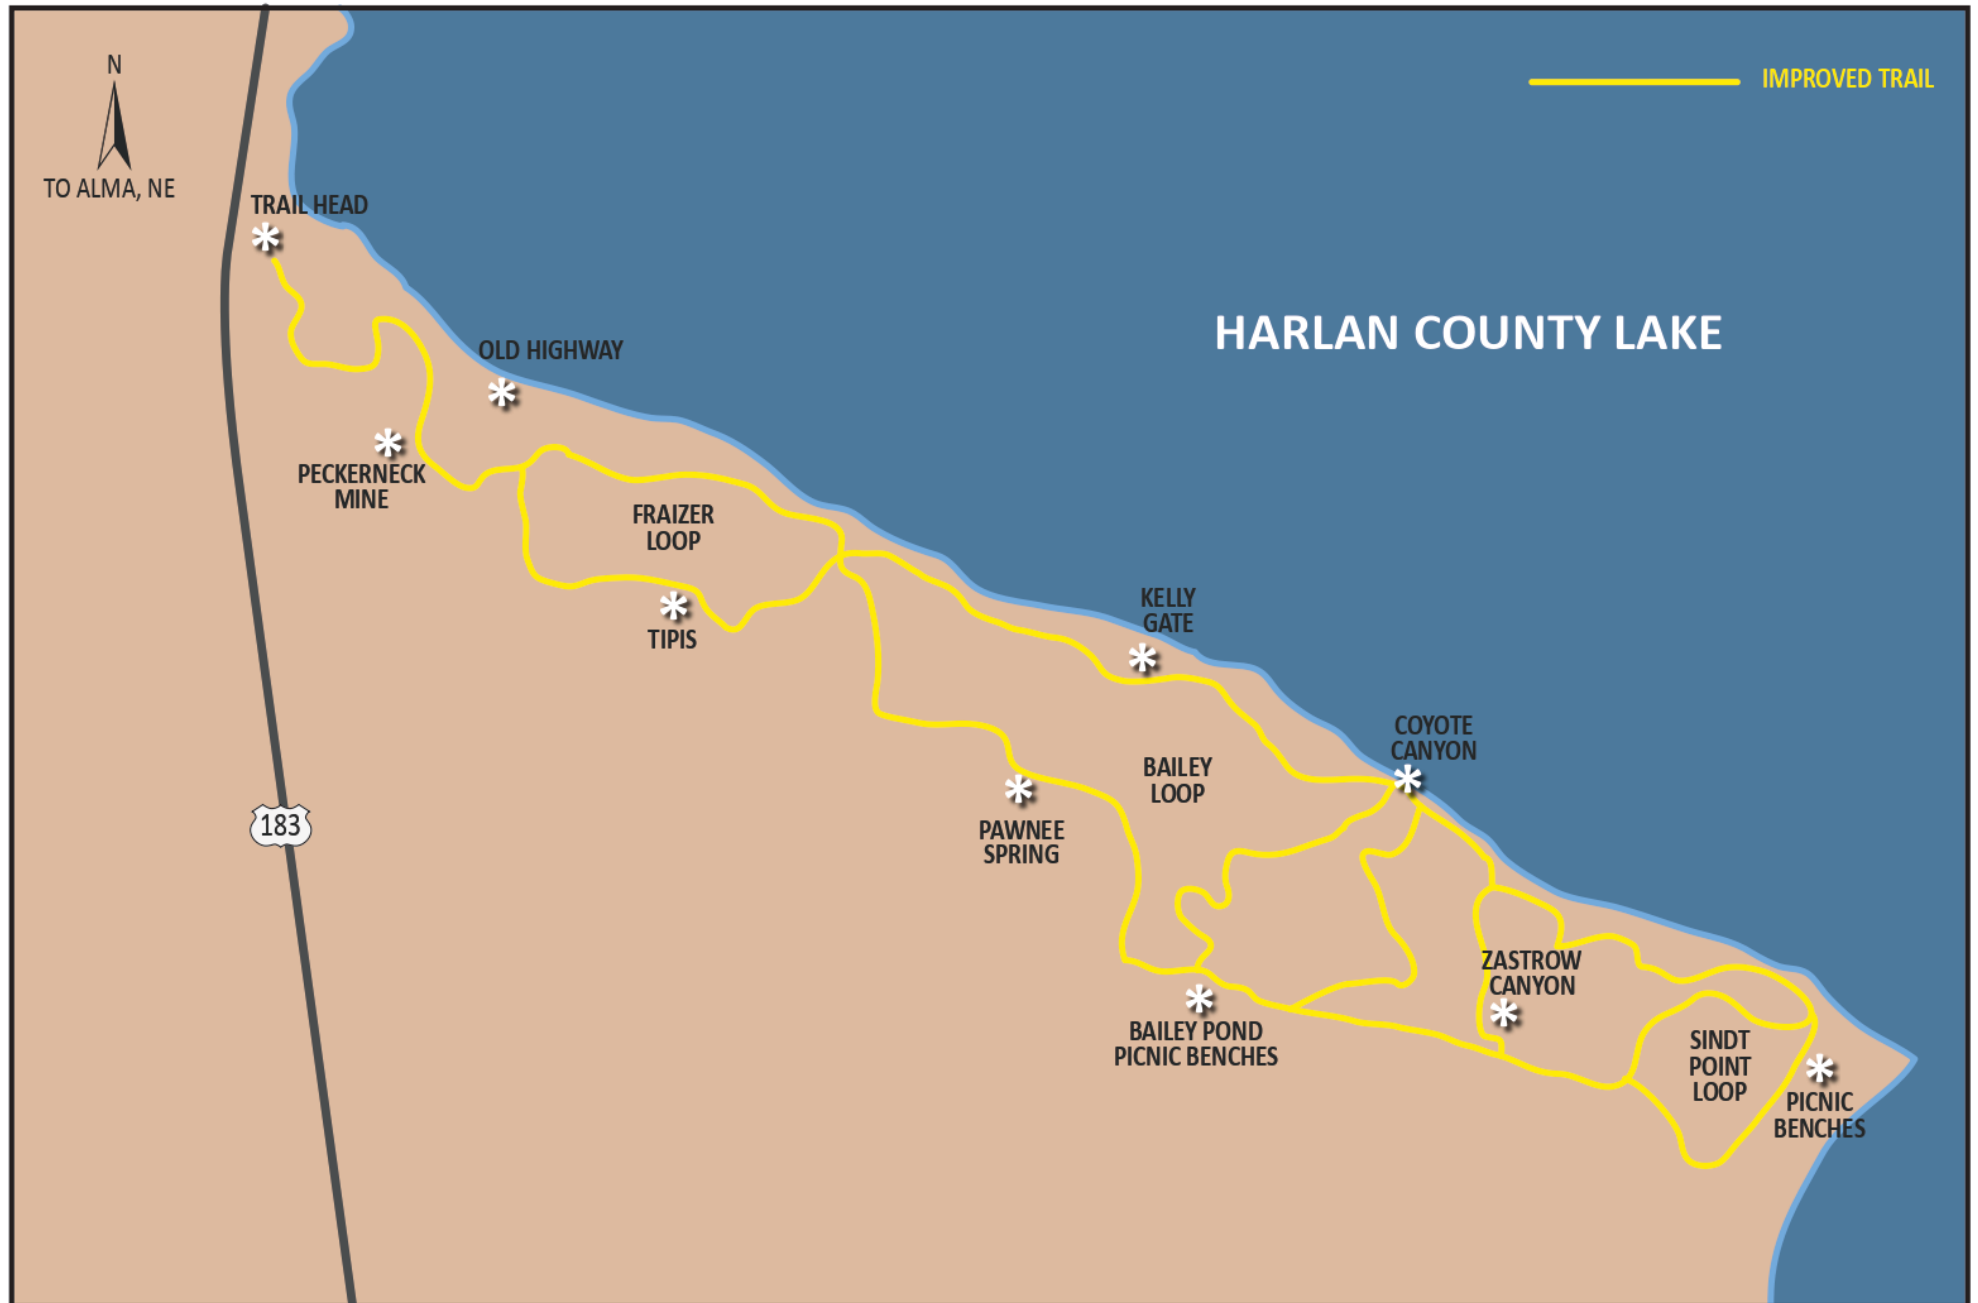 N
TO ALMA, NE
IMPROVED TRAIL
TRAIL HEAD
HARLAN COUNTY LAKE
OLD HIGHWAY
PECKERNECK
MINE
FRAIZER
LOOP
TIPIS
KELLY
GATE
COYOTE
CANYON
BAILEY
LOOP
183
PAWNEE
SPRING
ZASTROW
CANYON
BAILEY POND
PICNIC BENCHES
SINDT
POINT
LOOP
PICNIC
BENCHES